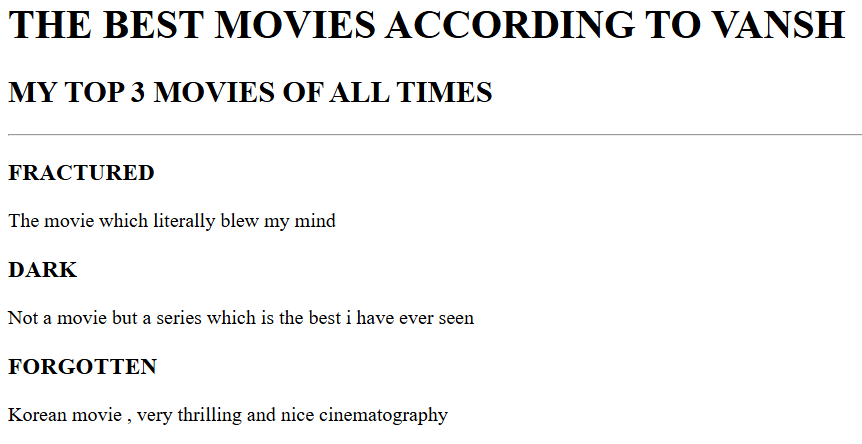 THE BEST MOVIES ACCORDING TO VANSH
MY TOP 3 MOVIES OF ALL TIMES
FRACTURED
The movie which literally blew my mind
DARK
Not a movie but a series which is the best i have ever seen
FORGOTTEN
Korean movie , very thrilling and nice cinematography